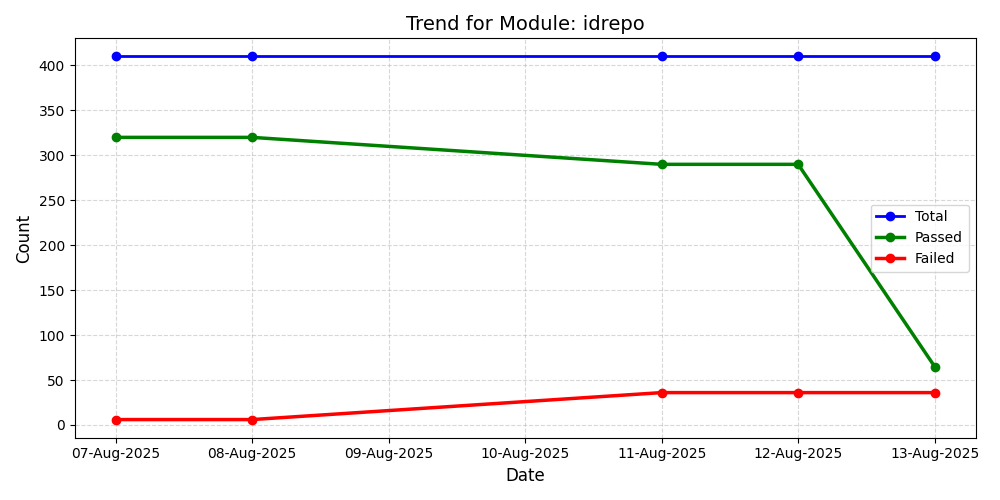 Trend for Module: idrepo
Count
400
350
300
250
200
150
100
50
0
Total
Passed
Failed
07-Aug-2025 08-Aug-2025 09-Aug-2025 10-Aug-2025 11-Aug-2025 12-Aug-2025 13-Aug-2025
Date